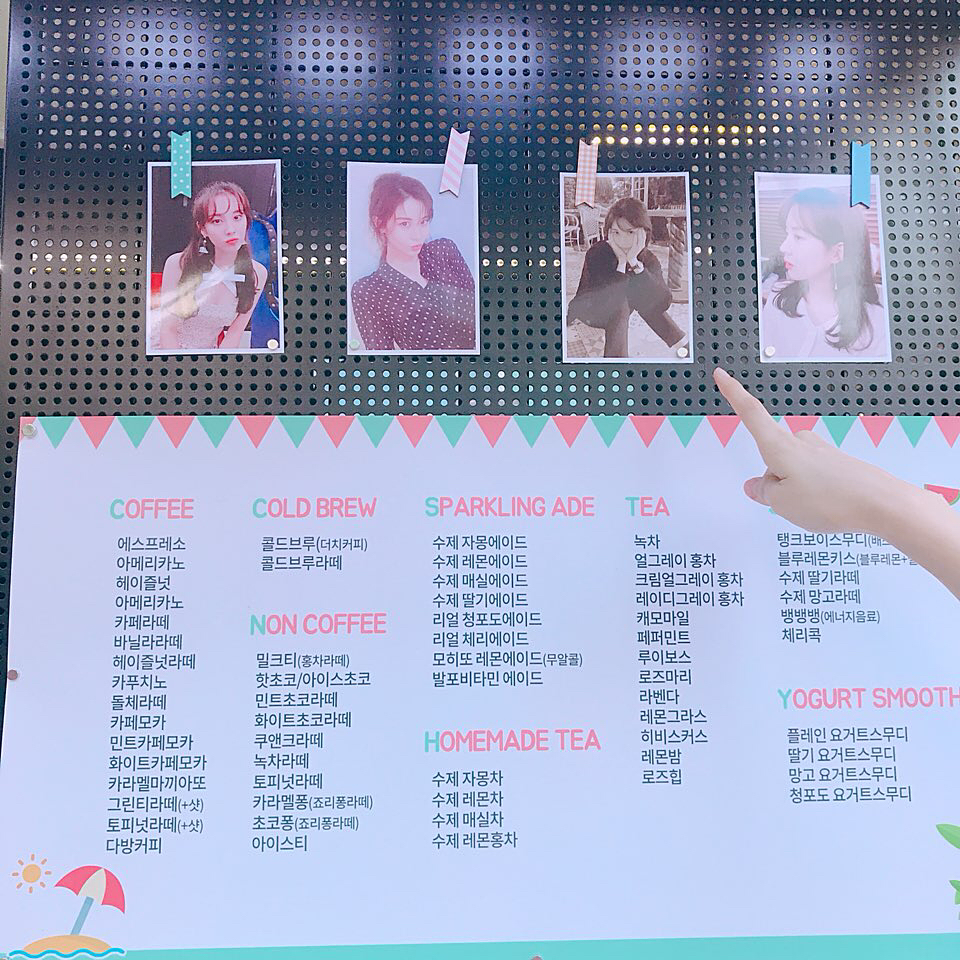 COFFEE
에스프레소
아메리카노
헤이즐넛
아메리카노
카페라떼
바닐라라떼
헤이즐넛라떼
카푸치노
돌체라떼
카페모카
민트카페모카
화이트카페모카
카라멜마끼아또
그린티라떼(+샷)
토피넛라떼(+샷)
다방커피
COLD BREW
콜드브루(더치커피)
콜드브루라떼
NON COFFEE
밀크티(홍차라떼)
핫초코/아이스초코
민트초코라떼
화이트초코라떼
쿠앤크라떼
녹차라떼
토피넛라떼
카라멜퐁(죠리퐁라떼)
초코퐁(죠리퐁라떼)
아이스티
SPARKLING ADE
수제 자몽에이드
수제 레몬에이드
수제 매실에이드
수제 딸기에이드
리얼 청포도에이드
리얼 체리에이드
모히또 레몬에이드(무알콜)
발포비타민 에이드
HOMEMADE TEA
수제 자몽차
수제 레몬차
수제 매실차
수제 레몬홍차
TEA
녹차
얼그레이 홍차
크림얼그레이 홍차
레이디그레이 홍차
캐모마일
페퍼민트
루이보스
로즈마리
라벤다
레몬그라스
히비스커스
레몬밤
로즈힙
탱크보이스무디
블루레몬키스(블루레몬+
수제 딸기라떼
수제 망고라떼
뱅뱅뱅(에너지음료)
체리콕
YOGURT SMOOTH
플레인 요거트스무디
딸기 요거트스무디
망고 요거트스무디
청포도 요거트스무디